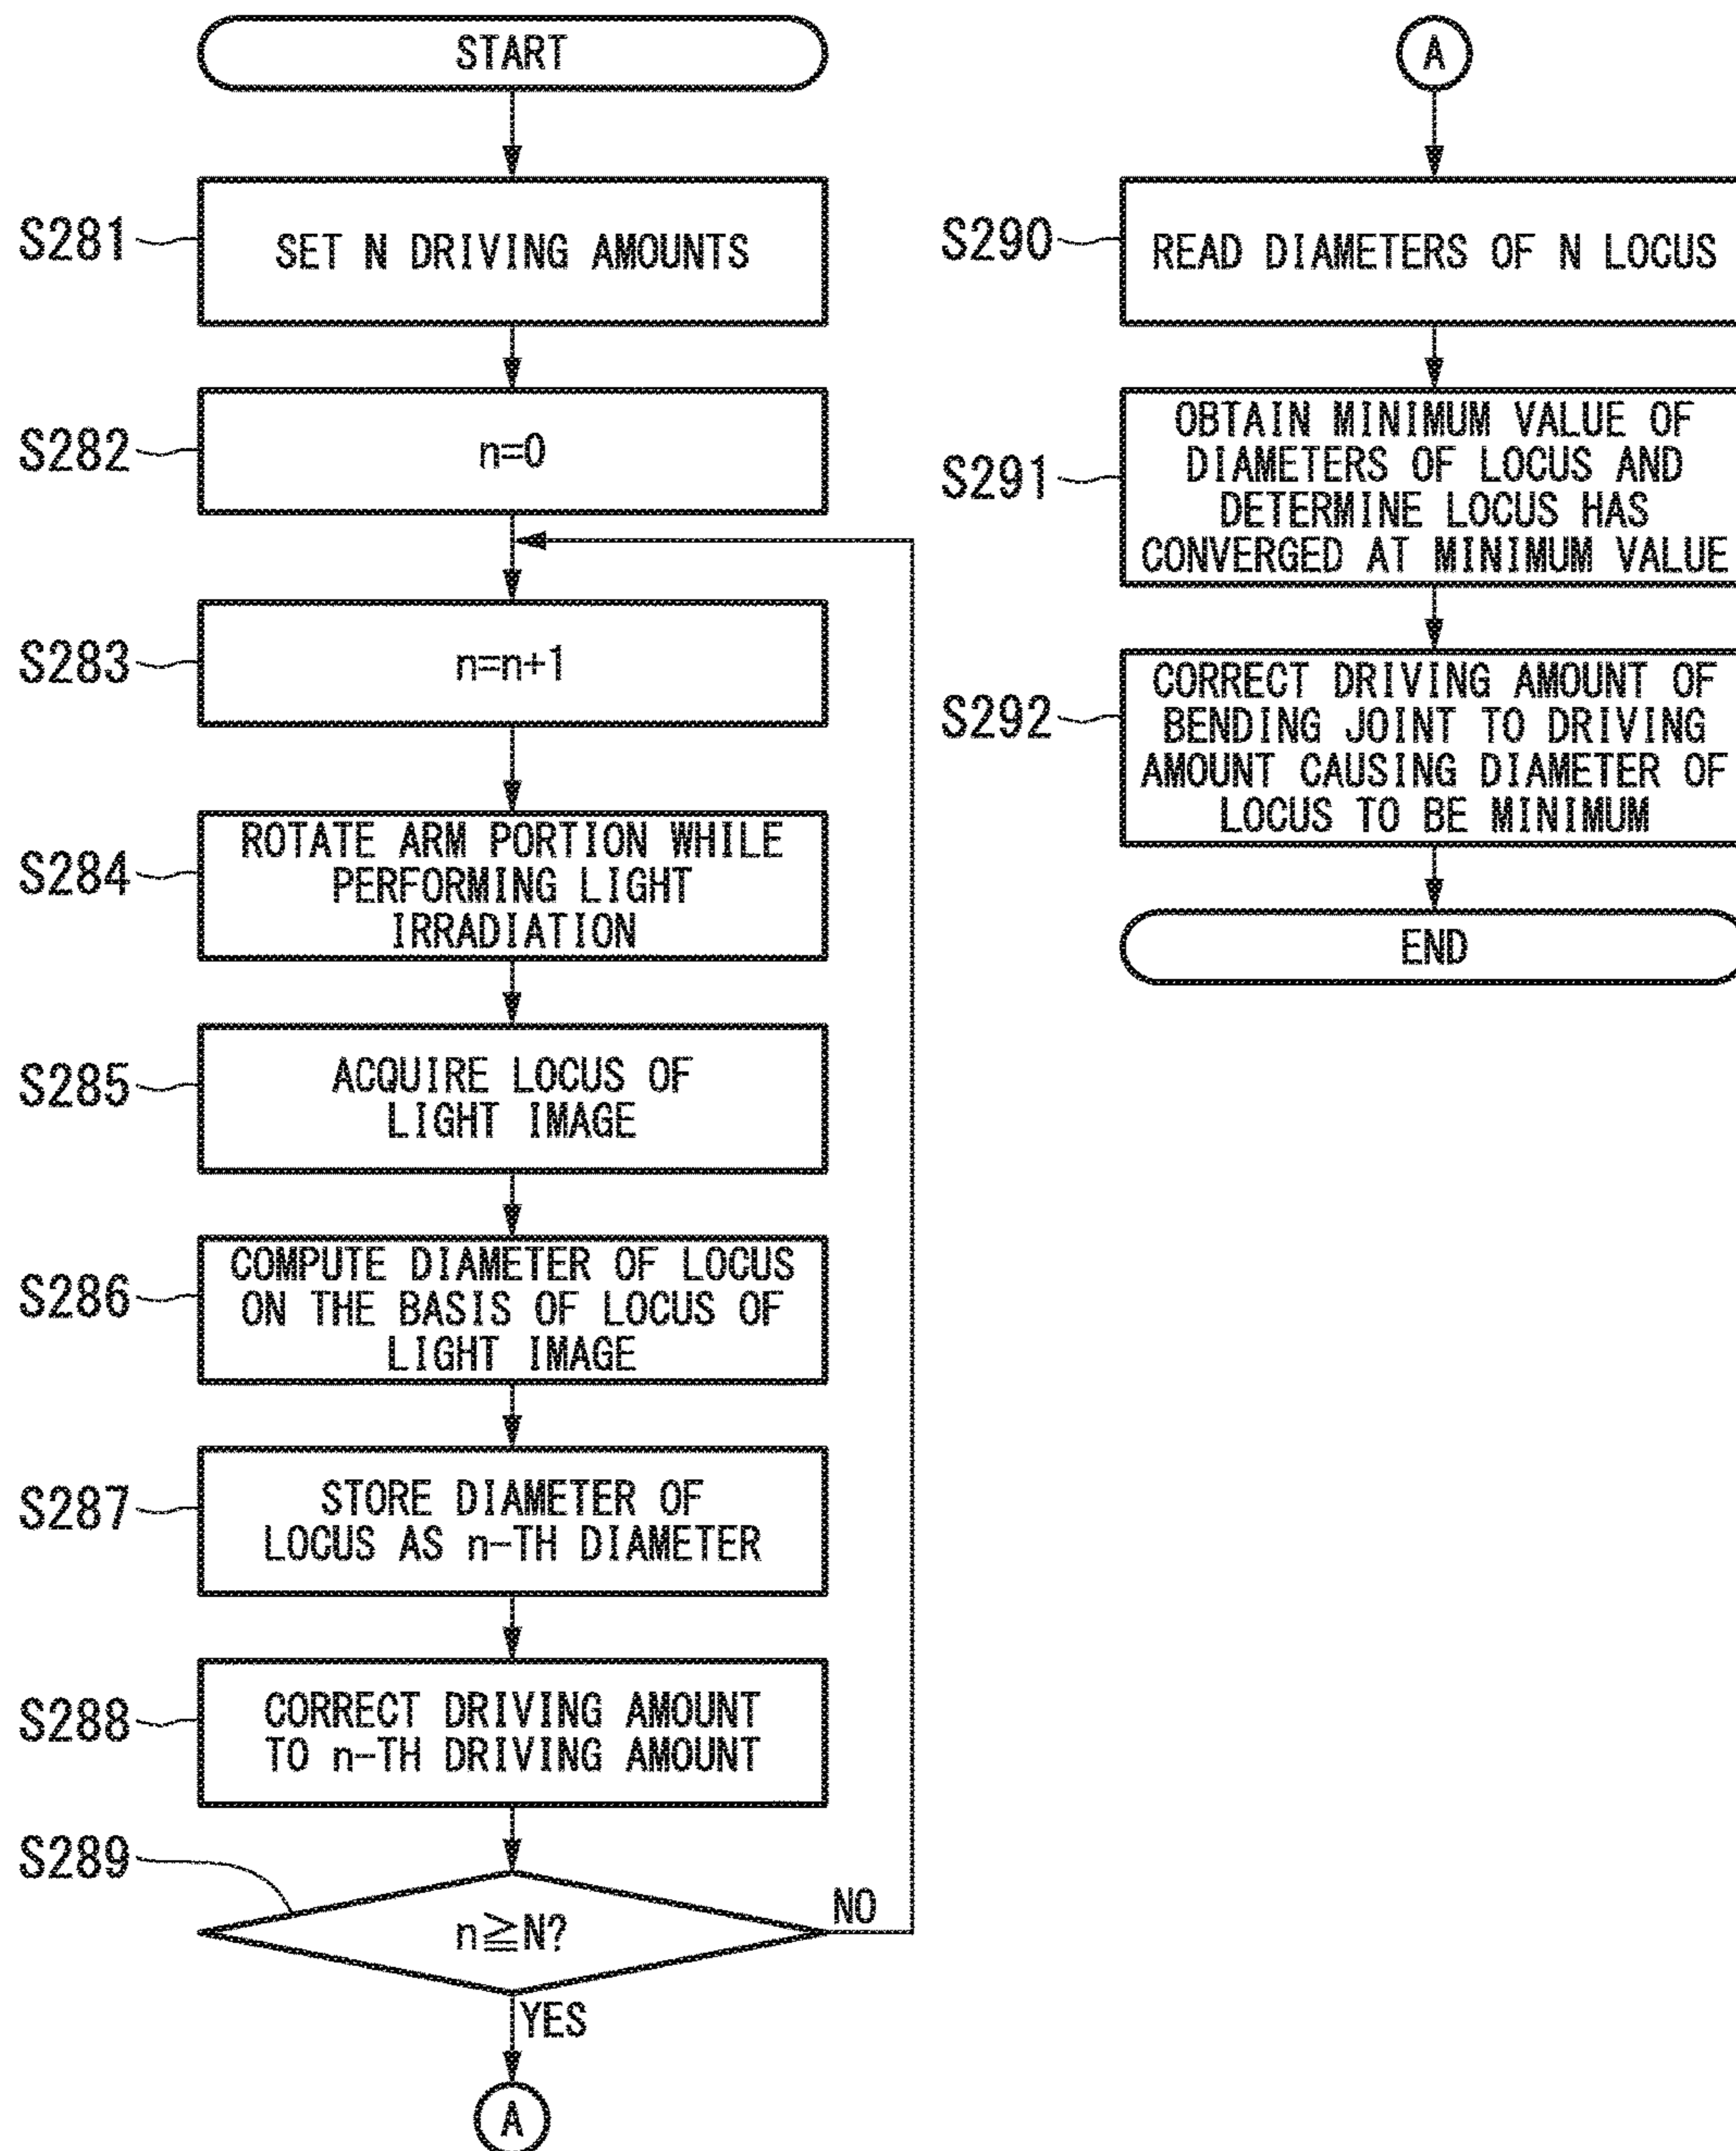 START
S281
SET N DRIVING AMOUNTS
S282
n=0
S283
n=n+1
S284
ROTATE ARM PORTION WHILE
PERFORMING LIGHT
IRRADIATION
S285
ACQUIRE LOCUS OF
LIGHT IMAGE
S286
COMPUTE DIAMETER OF LOCUS
ON THE BASIS OF LOCUS OF
LIGHT IMAGE
S287
STORE DIAMETER OF
LOCUS AS n-TH DIAMETER
S288
CORRECT DRIVING AMOUNT
TO n-TH DRIVING AMOUNT
S289
n≧N?
NO
YES
A
A
S290
READ DIAMETERS OF N LOCUS
S291
OBTAIN MINIMUM VALUE OF
DIAMETERS OF LOCUS AND
DETERMINE LOCUS HAS
CONVERGED AT MINIMUM VALUE
S292
CORRECT DRIVING AMOUNT OF
BENDING JOINT TO DRIVING
AMOUNT CAUSING DIAMETER OF
LOCUS TO BE MINIMUM
END